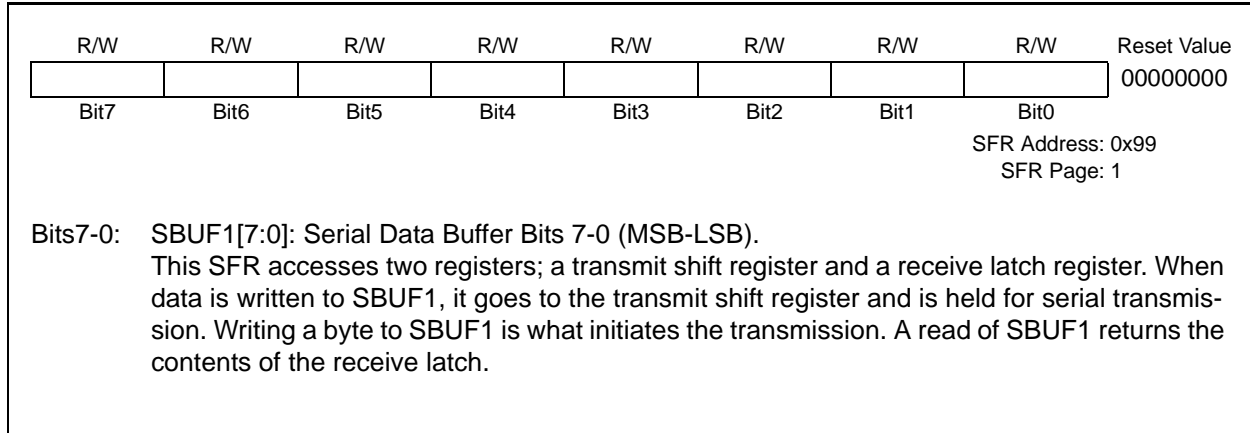 R/W R/W R/W R/W R/W R/W R/W R/W Reset Value
00000000
Bit7 Bit6 Bit5 Bit4 Bit3 Bit2 Bit1 Bit0
SFR Address: 0x99
SFR Page: 1
Bits7-0: SBUF1[7:0]: Serial Data Buffer Bits 7-0 (MSB-LSB).
This SFR accesses two registers; a transmit shift register and a receive latch register. When
data is written to SBUF1, it goes to the transmit shift register and is held for serial transmis-
sion. Writing a byte to SBUF1 is what initiates the transmission. A read of SBUF1 returns the
contents of the receive latch.